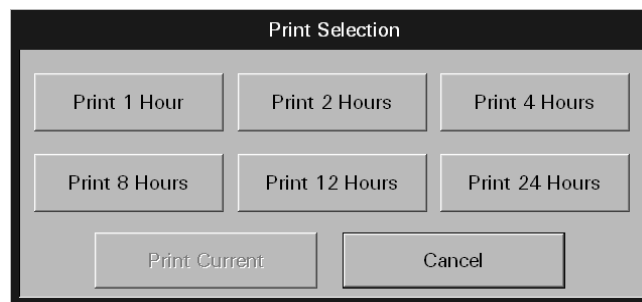 Print Selection
Print 1 Hour Print 2 Hours Print 4 Hours
Print 8 Hours Print 12 Hours Print 24 Hours
Print Current Cancel